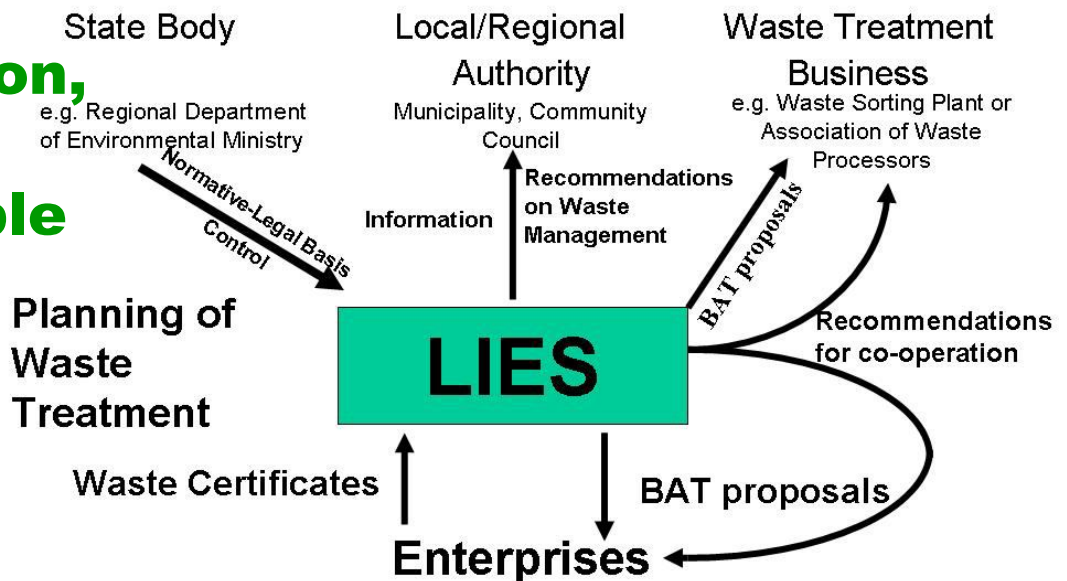 State Body
Local/Regional
Authority
Waste Treatment
Business
on,
e.g. Regional Department
of Environmental Ministry
Municipality, Community
Council
e.g. Waste Sorting Plant or
Association of Waste
Processors
ple
Normative-Legal Basis
Control
Information
Recommendations
on Waste
Management
BAT proposals
Planning of
Waste
Treatment
LIES
Recommendations
for co-operation
Waste Certificates
BAT proposals
Enterprises